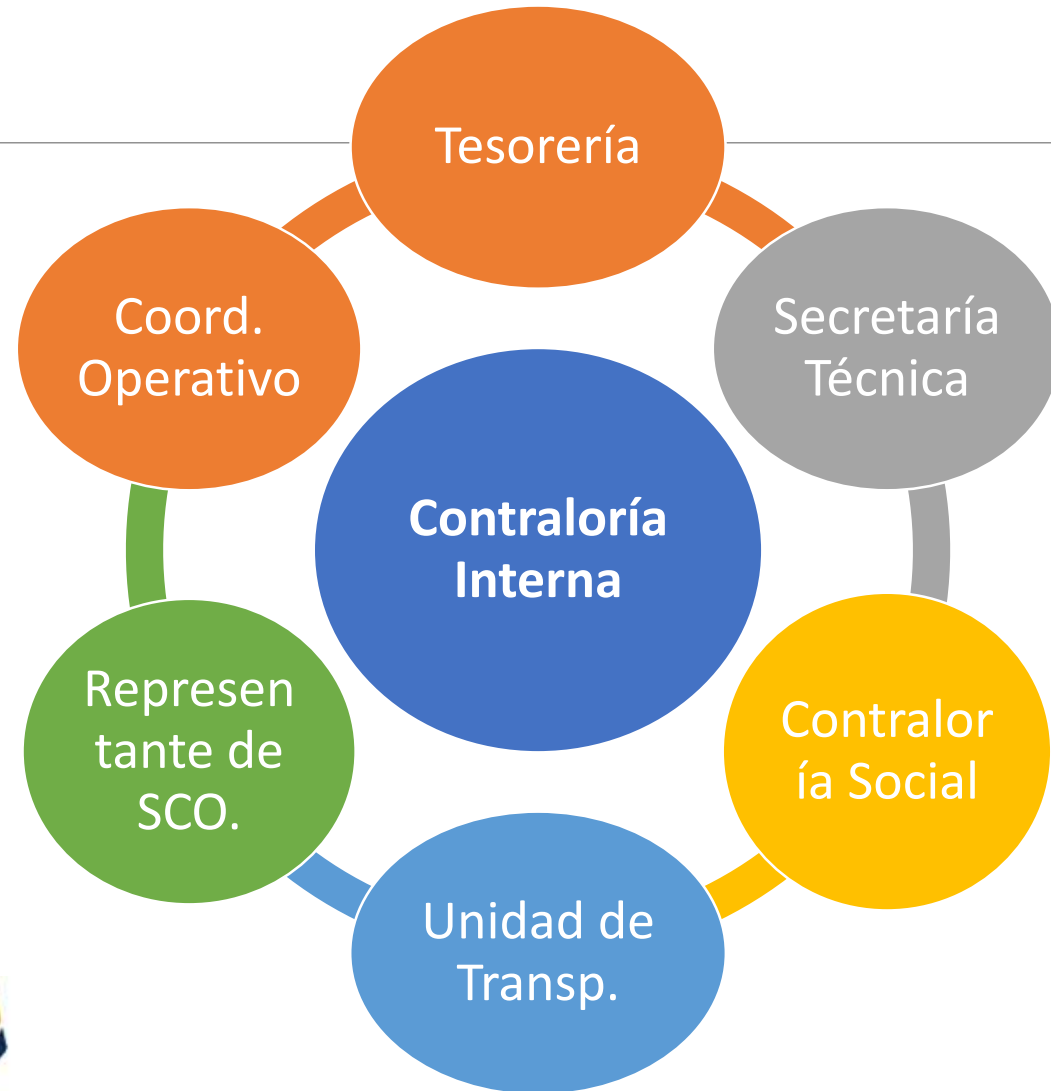 Tesorería
Secretaría
Técnica
Contralor
ía Social
Unidad de
Transp.
Represen
tante de
SCO.
Coord.
Operativo
Contraloría
Interna